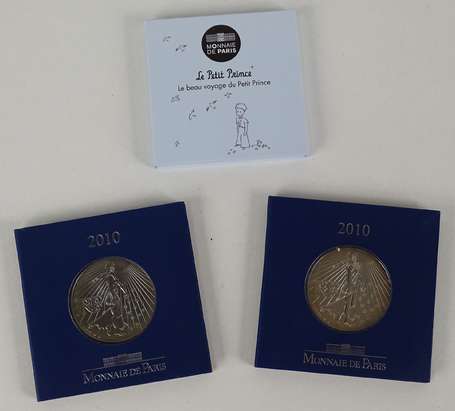 MONNAIE
DE PARIS
Le Petit Prince
Le beau voyage du Petit Prince
2010
MONNAIE DE PARIS
2010
MONNAIE DE PARIS